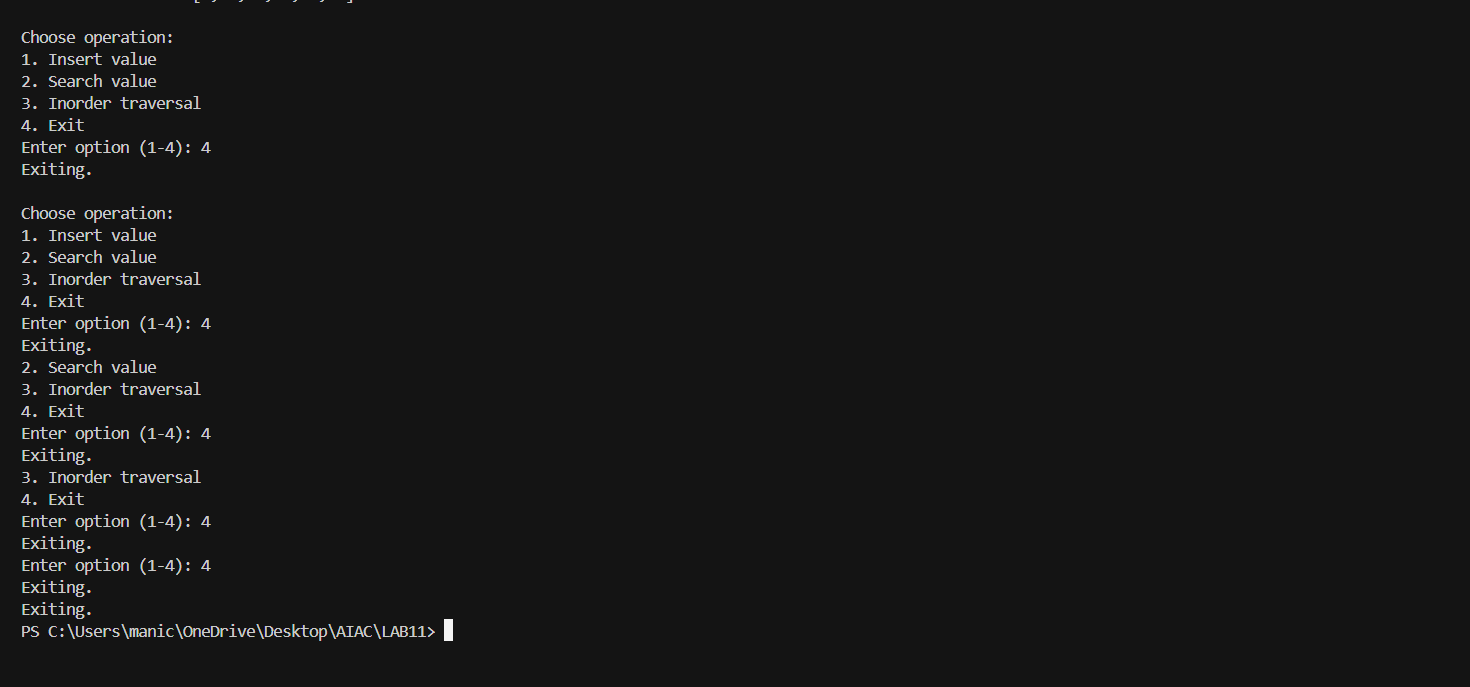 Choose operation:
1. Insert value
2. Search value
3. Inorder traversal
4. Exit
Enter option (1-4): 4
Exiting.
Choose operation:
1. Insert value
2. Search value
3. Inorder traversal
4. Exit
Enter option (1-4): 4
Exiting.
2. Search value
3. Inorder traversal
4. Exit
Enter option (1-4): 4
Exiting.
3. Inorder traversal
4. Exit
Enter option (1-4): 4
Exiting.
Enter option (1-4): 4
Exiting.
Exiting.
PS C:\Users\manic\OneDrive\Desktop\AIAC\LAB11>